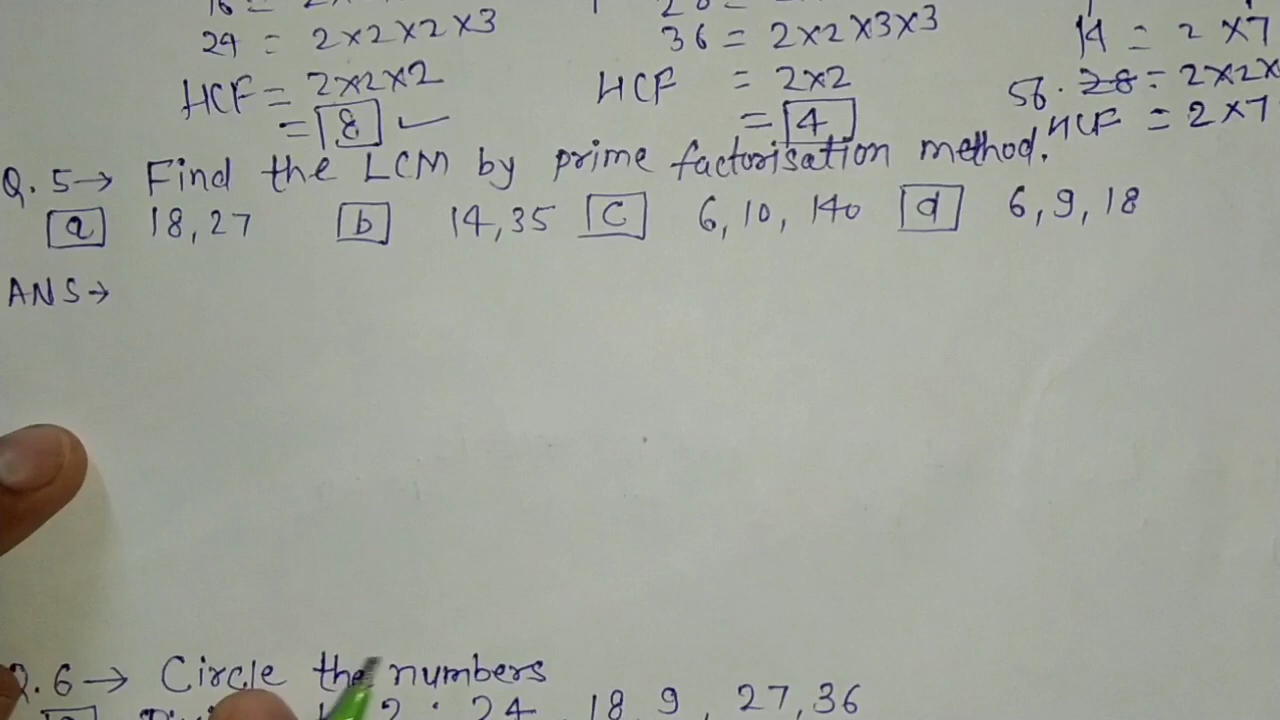 24 = 2×2×2×3
36 = 2×2×3×3
14 = 2×7
HCF = 2×2×2
HCF = 2×2
56. 28 = 2×2×
= 8 ✓
= 4
HCF = 2×7
Q.5→ Find the LCM by prime factorisation method.
a 18,27 b 14,35 c 6,10,140 d 6,9,18
ANS→
Q.6→ Circle the numbers
2 : 24, 18, 9, 27,36